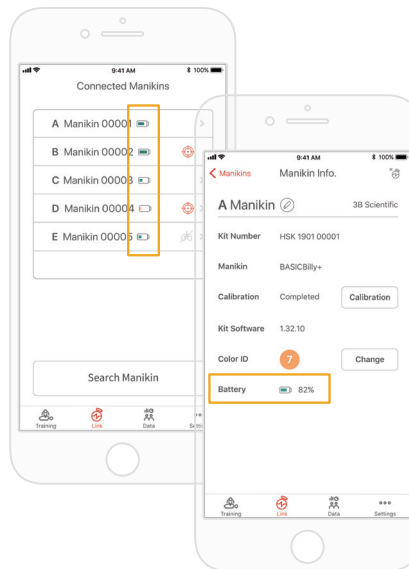 9:41 AM
100%
Connected Manikins
A Manikin 00001
B Manikin 00002
C Manikin 00003
D Manikin 00004
E Manikin 00005
Search Manikin
Training
Link
Data
9:41 AM
100%
Manikins
Manikin Info.
A Manikin
3B Scientific
Kit Number
HSK 1901 00001
Manikin
BASICBilly+
Calibration
Completed
Calibration
Kit Software
1.32.10
Color ID
7
Change
Battery
82%
Training
Link
Data
Settings